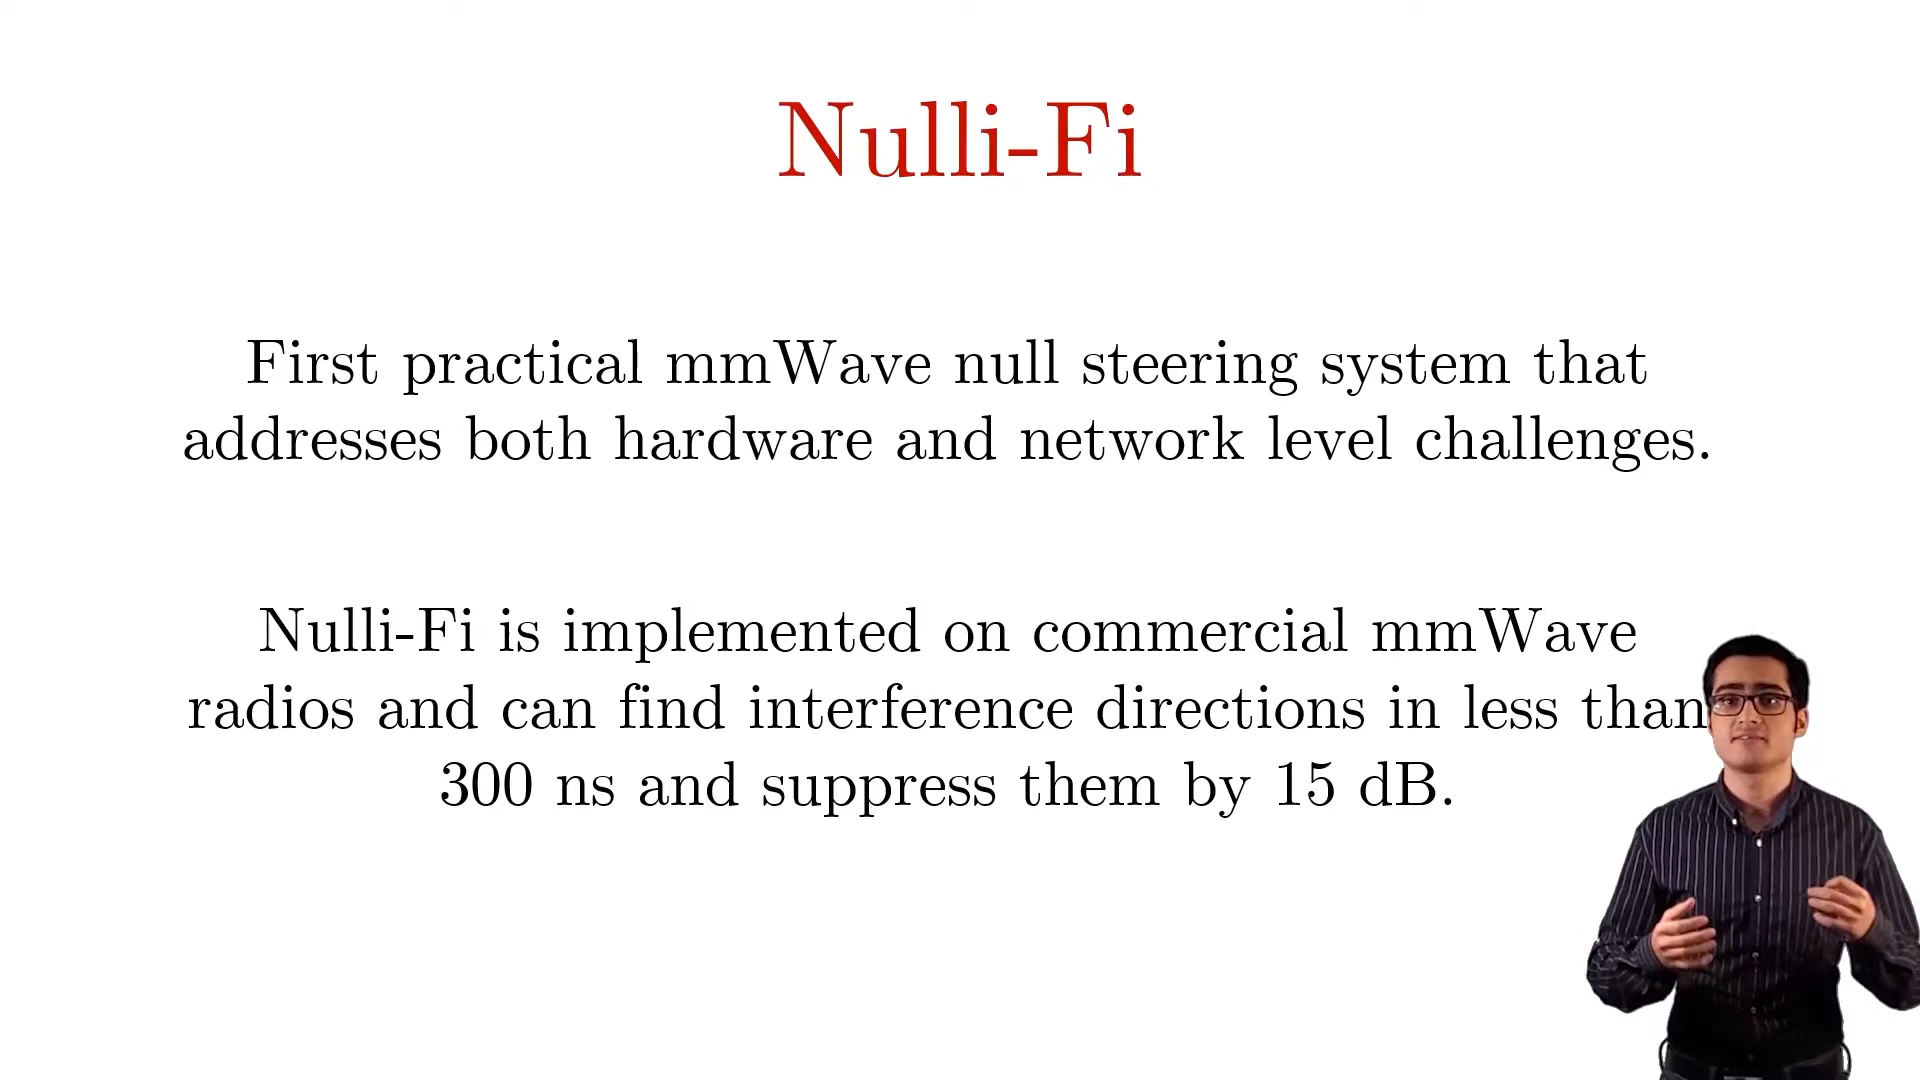 Nulli-Fi
First practical mmWave null steering system that
addresses both hardware and network level challenges.
Nulli-Fi is implemented on commercial mmWave
radios and can find interference directions in less than
300 ns and suppress them by 15 dB.